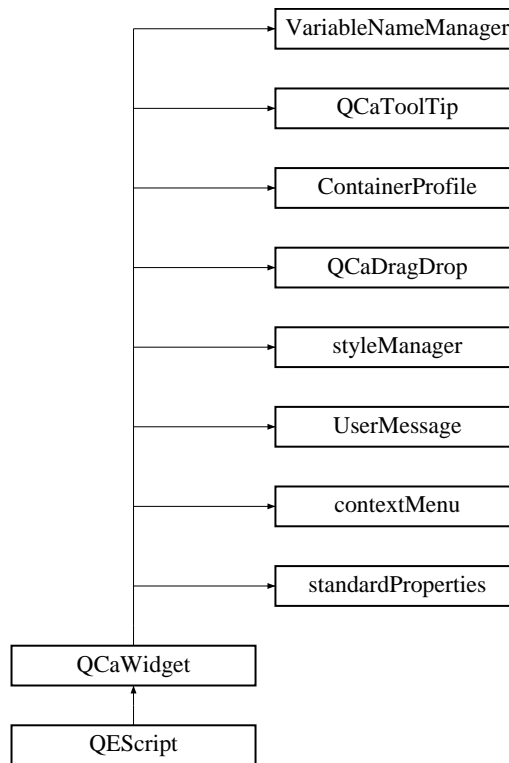 VariableNameManager
QCaToolTip
ContainerProfile
QCaDragDrop
styleManager
UserMessage
contextMenu
standardProperties
QCaWidget
QEScript